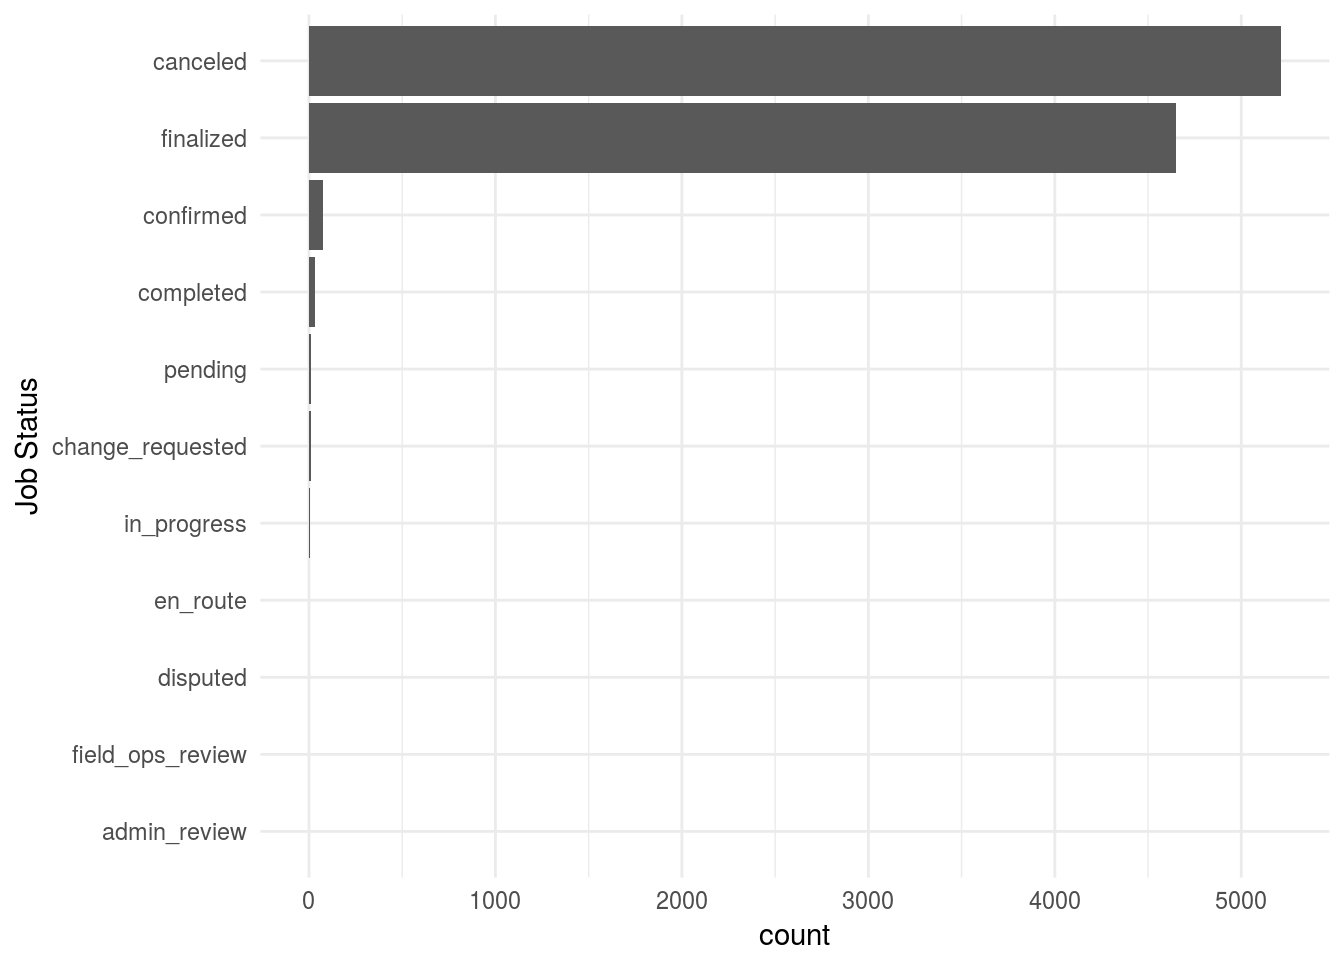 canceled
finalized
confirmed
completed
pending
change_requested
in_progress
en_route
disputed
field_ops_review
admin_review
Job Status
0 1000 2000 3000 4000 5000
count